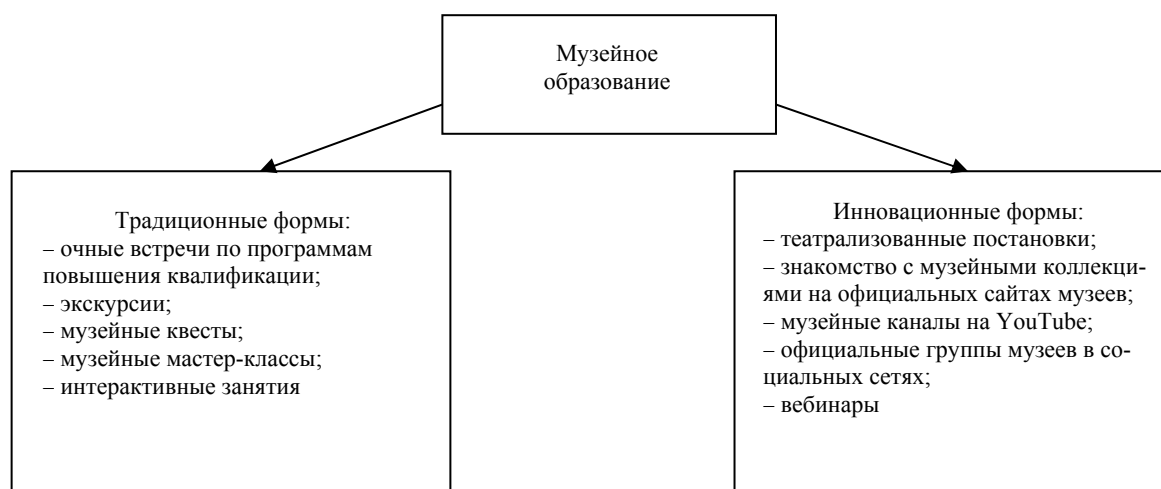 Музейное
образование
Традиционные формы:
– очные встречи по программам
повышения квалификации;
– экскурсии;
– музейные квесты;
– музейные мастер-классы;
– интерактивные занятия
Инновационные формы:
– театрализованные постановки;
– знакомство с музейными коллекци-
ями на официальных сайтах музеев;
– музейные каналы на YouTube;
– официальные группы музеев в со-
циальных сетях;
– вебинары